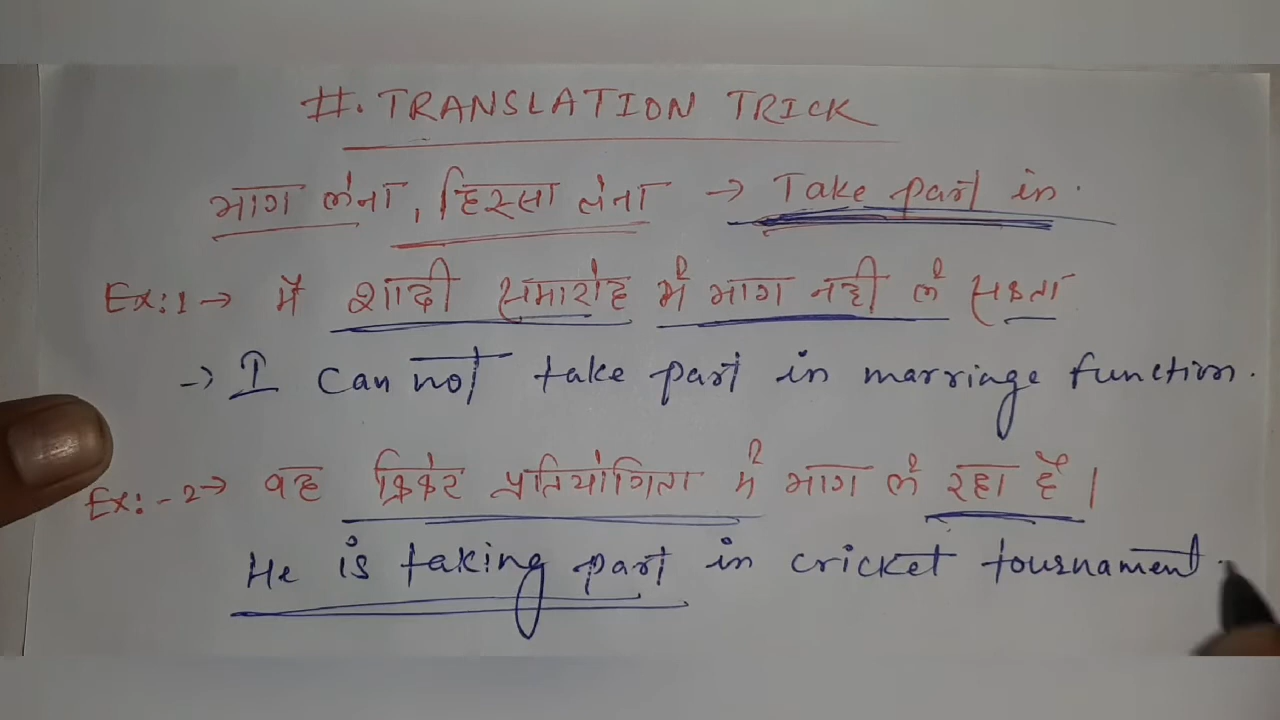 #. TRANSLATION TRICK
भाग लेना, हिस्सा लेना → Take part in.
Ex:1→ मैं शादी समारोह में भाग नहीं ले सकता
→ I can not take part in marriage function.
Ex:-2→ वह क्रिकेट प्रतियोगिता में भाग ले रहा है।
He is taking part in cricket tournament.